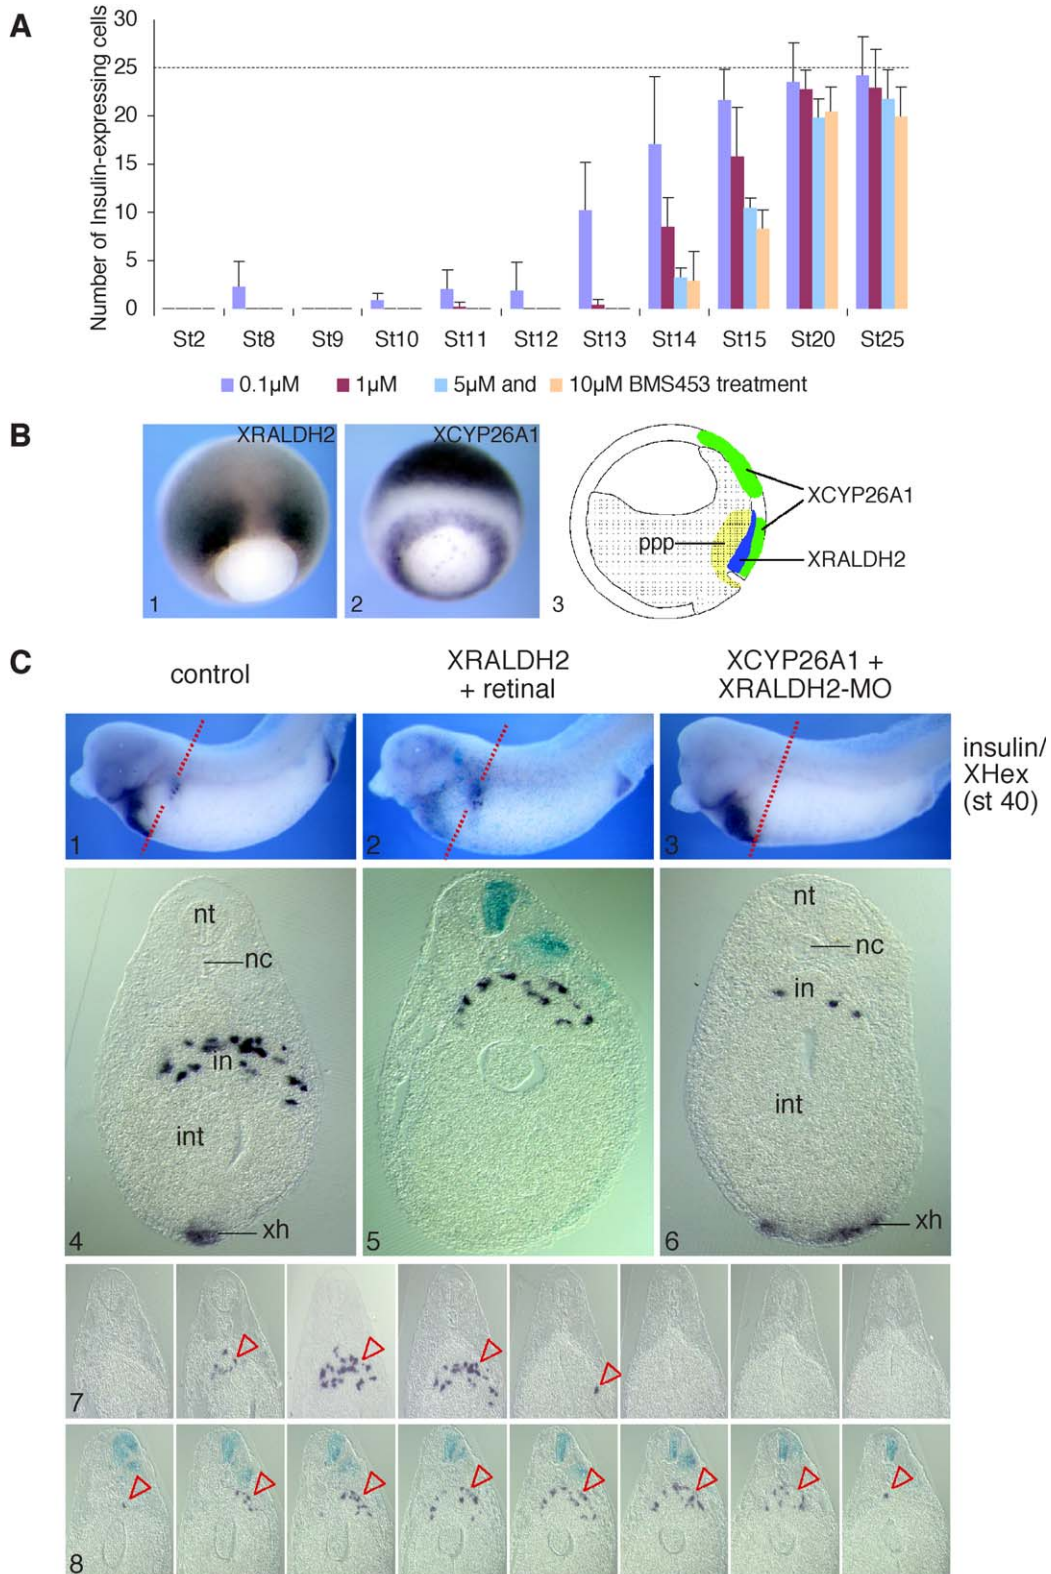 A
Number of Insulin-expressing cells
30
25
20
15
10
5
0
St2 St8 St9 St10 St11 St12 St13 St14 St15 St20 St25
0.1µM 1µM 5µM and 10µM BMS453 treatment
B
XRALDH2
1
XCYP26A1
2
ppp
XCYP26A1
XRALDH2
3
C
control
XRALDH2
+ retinal
XCYP26A1 +
XRALDH2-MO
1
2
3
insulin/
XHex
(st 40)
nt
nc
in
int
xh
4
5
nt
nc
in
int
xh
6
7
8